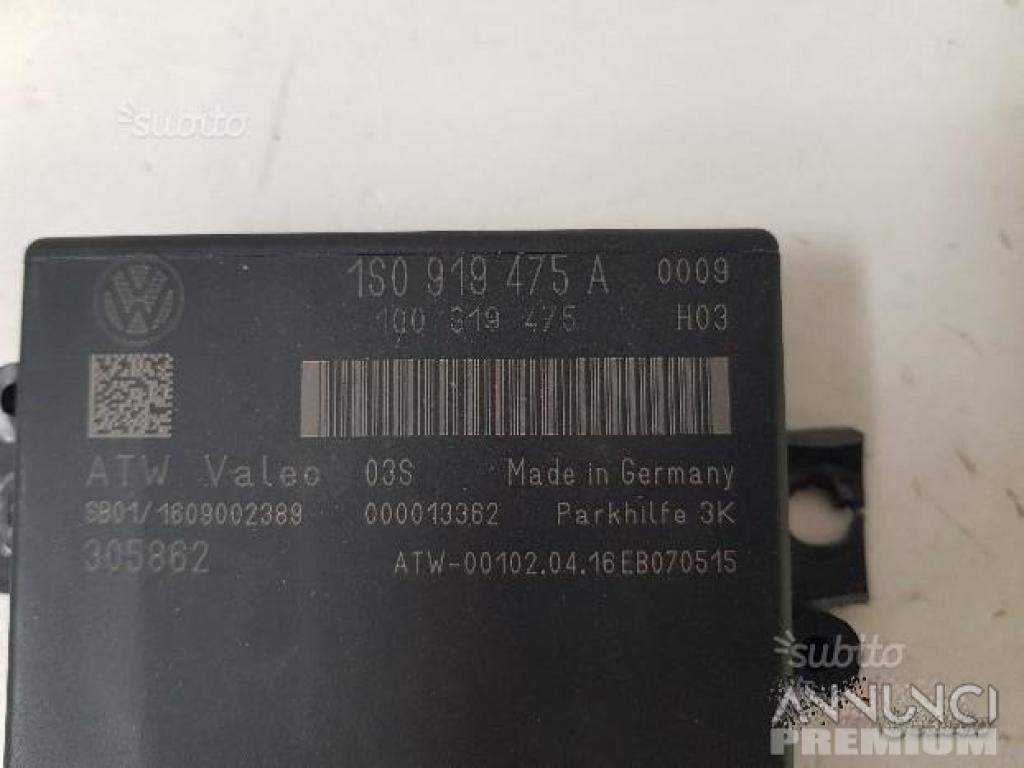 subito
1S0 919 475 A 0009
1Q0 919 475 H03
ATW Valeo 03S Made in Germany
SB01/1609002389 000013362 Parkhilfe 3K
305862 ATW-00102.04.16EB070515
subito
ANNUNCI
PREMIUM